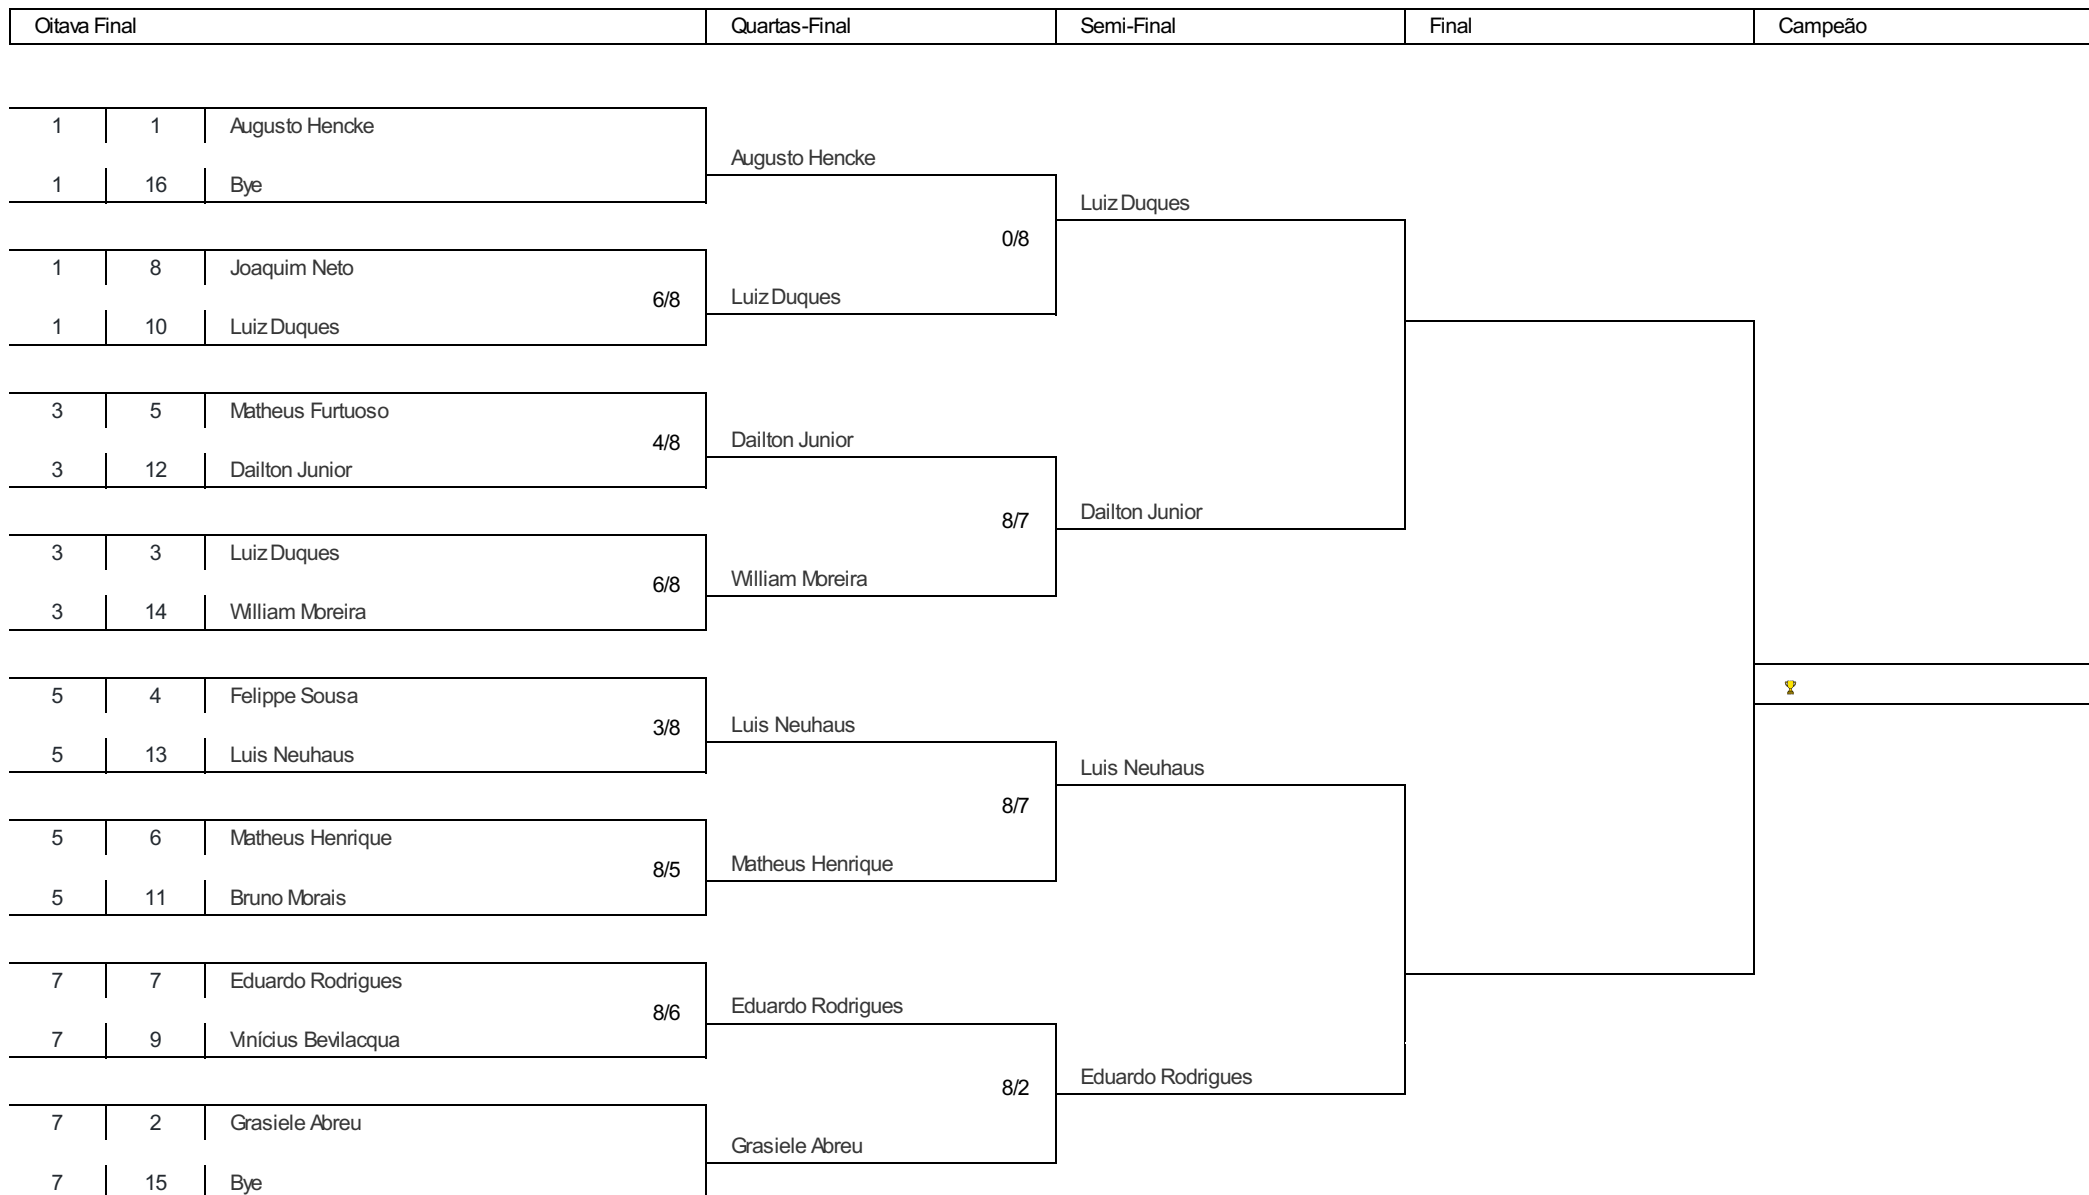 Oitava Final Quartas-Final Semi-Final Final Campeão
1 1 Augusto Hencke
Augusto Hencke
1 16 Bye
Luiz Duques
0/8
1 8 Joaquim Neto
6/8
Luiz Duques
1 10 Luiz Duques
3 5 Matheus Furtuoso
4/8
Dailton Junior
3 12 Dailton Junior
Dailton Junior
8/7
3 3 Luiz Duques
6/8
William Moreira
3 14 William Moreira
5 4 Felippe Sousa
3/8
Luis Neuhaus
5 13 Luis Neuhaus
Luis Neuhaus
8/7
5 6 Matheus Henrique
8/5
Matheus Henrique
5 11 Bruno Morais
7 7 Eduardo Rodrigues
8/6
Eduardo Rodrigues
7 9 Vinícius Bevilacqua
Eduardo Rodrigues
8/2
7 2 Grasiele Abreu
Grasiele Abreu
7 15 Bye